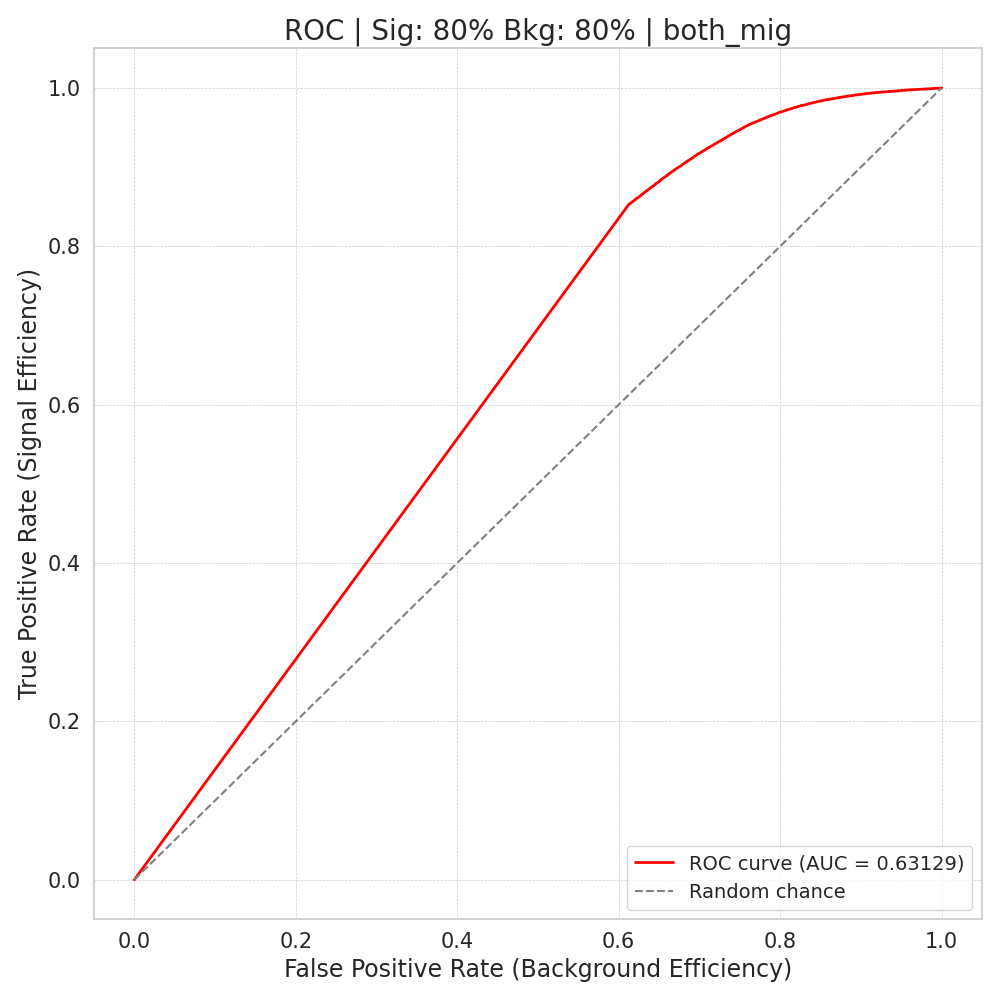 ROC | Sig: 80% Bkg: 80% | both_mig
True Positive Rate (Signal Efficiency)
1.0
0.8
0.6
0.4
0.2
0.0
ROC curve (AUC = 0.63129)
Random chance
0.0 0.2 0.4 0.6 0.8 1.0
False Positive Rate (Background Efficiency)